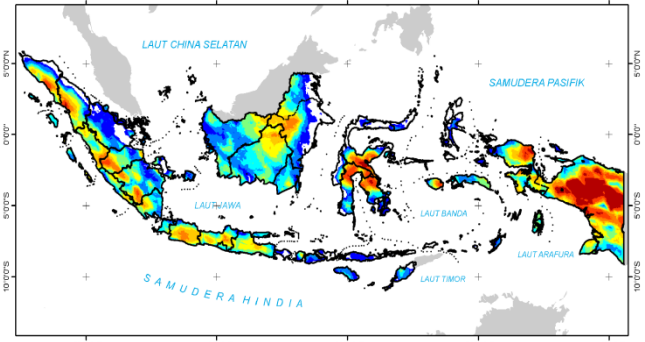 LAUT CHINA SELATAN
SAMUDERA PASIFIK
5°0'0"N
5°0'0"N
0°0'0"
0°0'0"
LAUT JAWA
LAUT BANDA
5°0'0"S
5°0'0"S
LAUT ARAFURA
LAUT TIMOR
10°0'0"S
10°0'0"S
SAMUDERA HINDIA